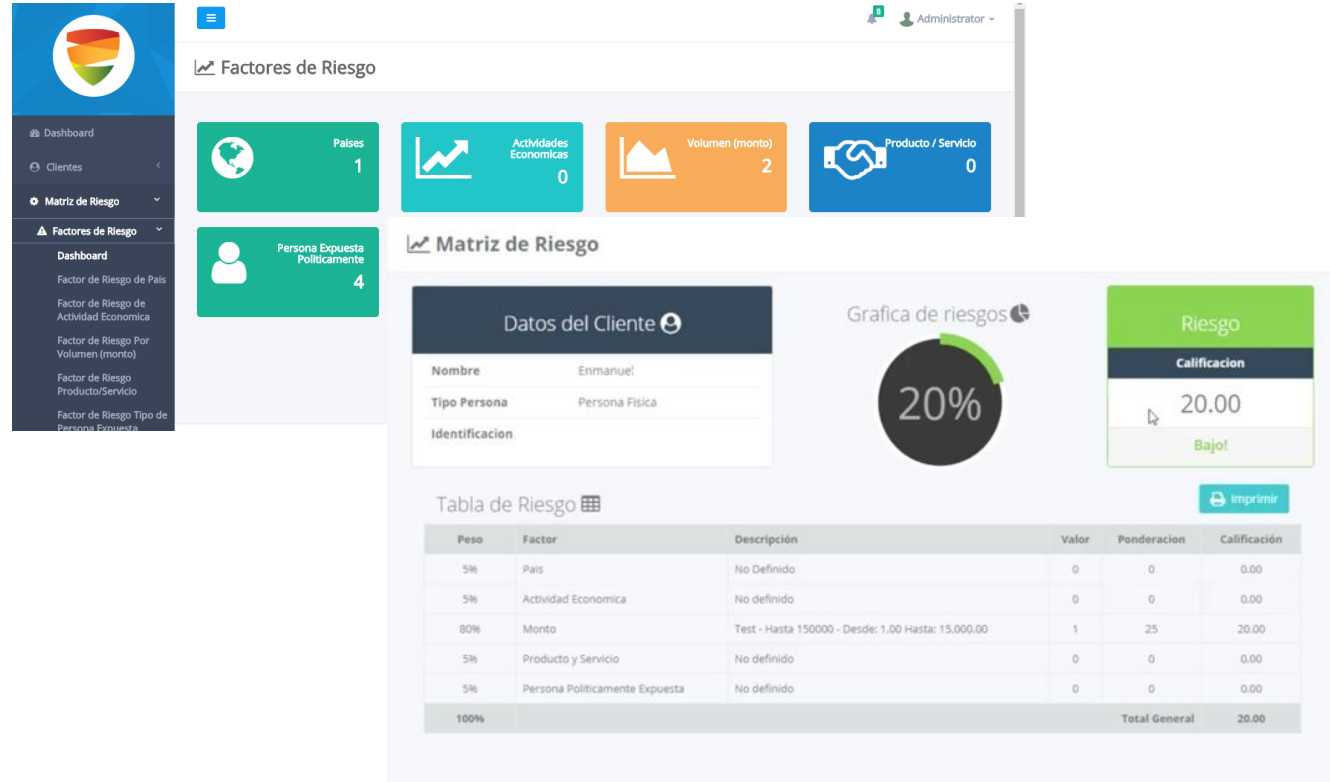 8
Administrator
Factores de Riesgo
Dashboard
Clientes
Matriz de Riesgo
Factores de Riesgo
Dashboard
Factor de Riesgo de Pais
Factor de Riesgo de
Actividad Economica
Factor de Riesgo Por
Volumen (monto)
Factor de Riesgo
Producto/Servicio
Factor de Riesgo Tipo de
Persona Expuesta
Paises
1
Actividades
Economicas
0
Volumen (monto)
2
Producto / Servicio
0
Persona Expuesta
Politicamente
4
Matriz de Riesgo
Datos del Cliente
Nombre Enmanuel
Tipo Persona Persona Fisica
Identificacion
Grafica de riesgos
20%
Riesgo
Calificacion
20.00
Bajo!
Tabla de Riesgo
Imprimir
Peso Factor Descripción Valor Ponderacion Calificación
5% Pais No Definido 0 0 0.00
5% Actividad Economica No definido 0 0 0.00
80% Monto Test - Hasta 150000 - Desde: 1.00 Hasta: 15,000.00 1 25 20.00
5% Producto y Servicio No definido 0 0 0.00
5% Persona Politicamente Expuesta No definido 0 0 0.00
100% Total General 20.00